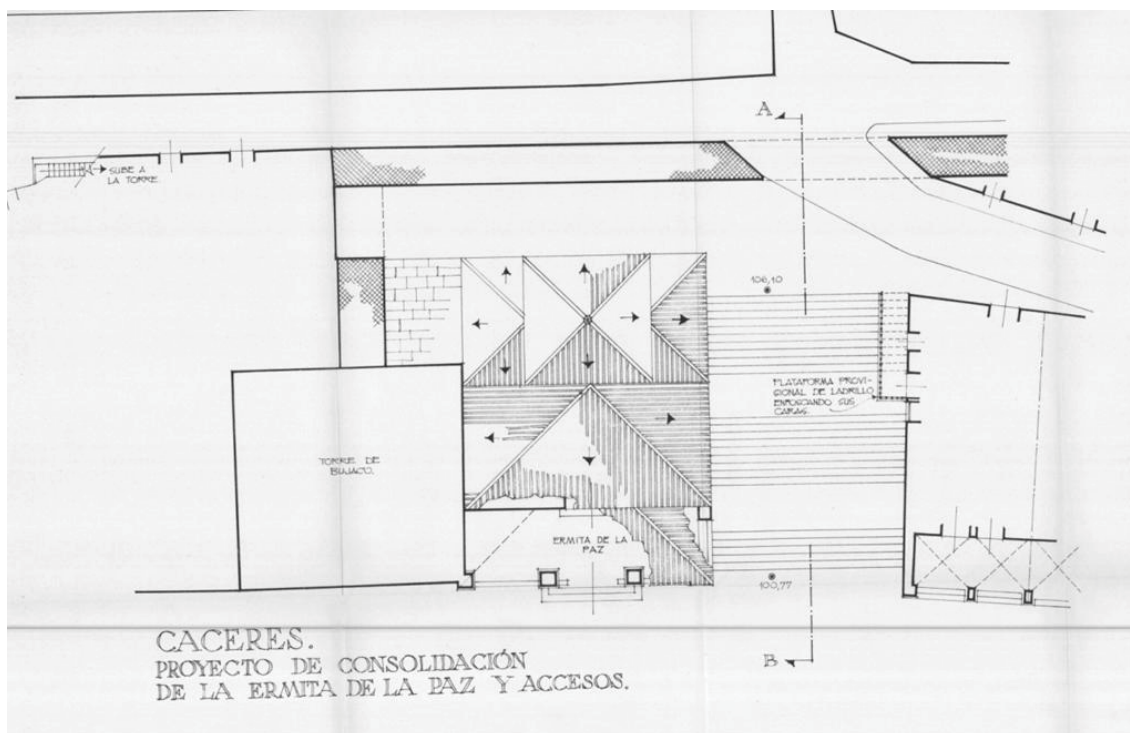 A
SUBE A
LA TORRE.
106,10
PLATAFORMA PROVI-
SIONAL DE LADRILLO
ENFOSCANDO SUS
CARAS.
TORRE DE
BUJACO.
ERMITA DE LA
PAZ
100,77
B
CACERES.
PROYECTO DE CONSOLIDACIÓN
DE LA ERMITA DE LA PAZ Y ACCESOS.